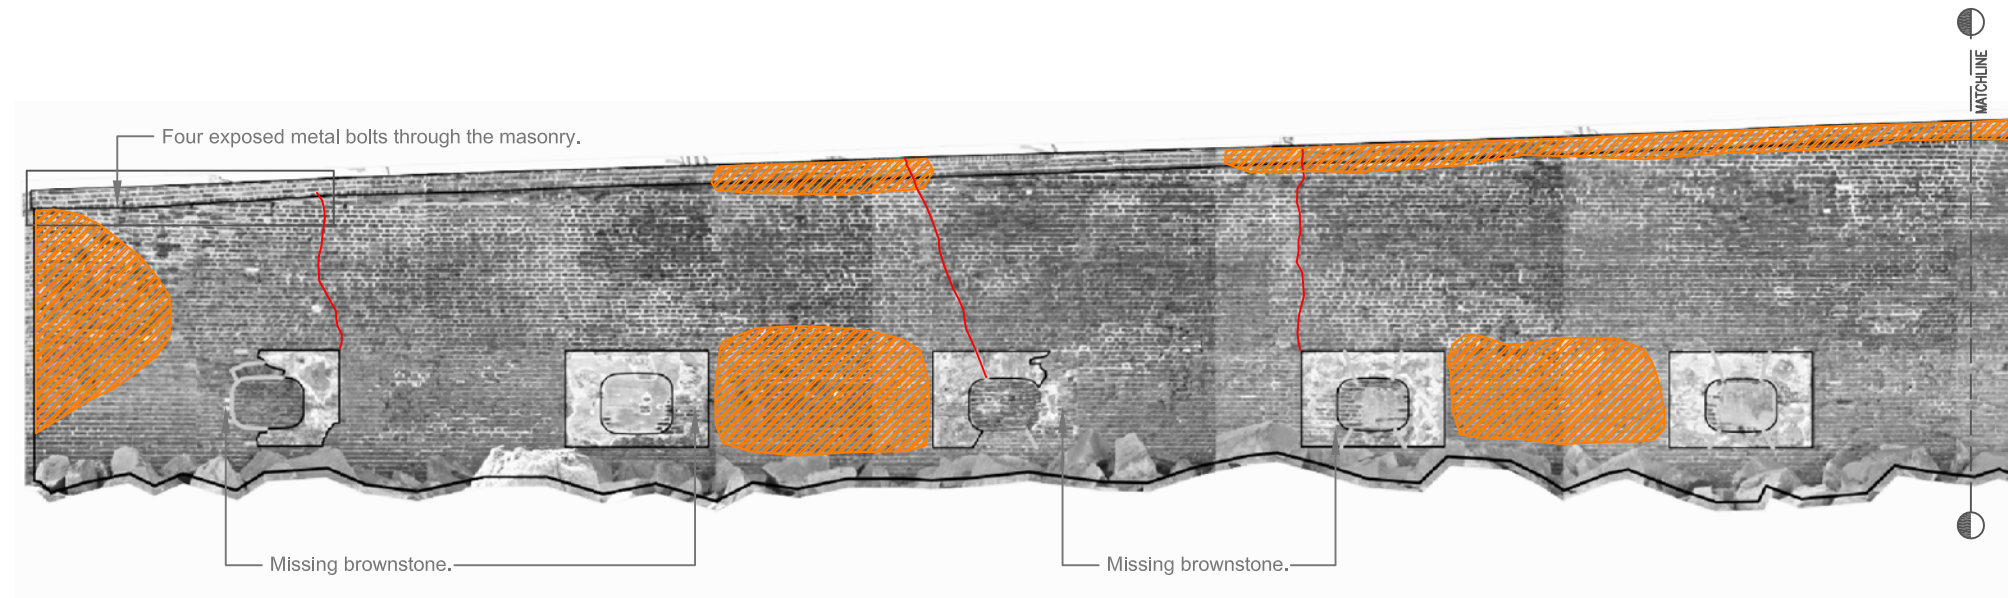 MATCHLINE
Four exposed metal bolts through the masonry.
Missing brownstone.
Missing brownstone.